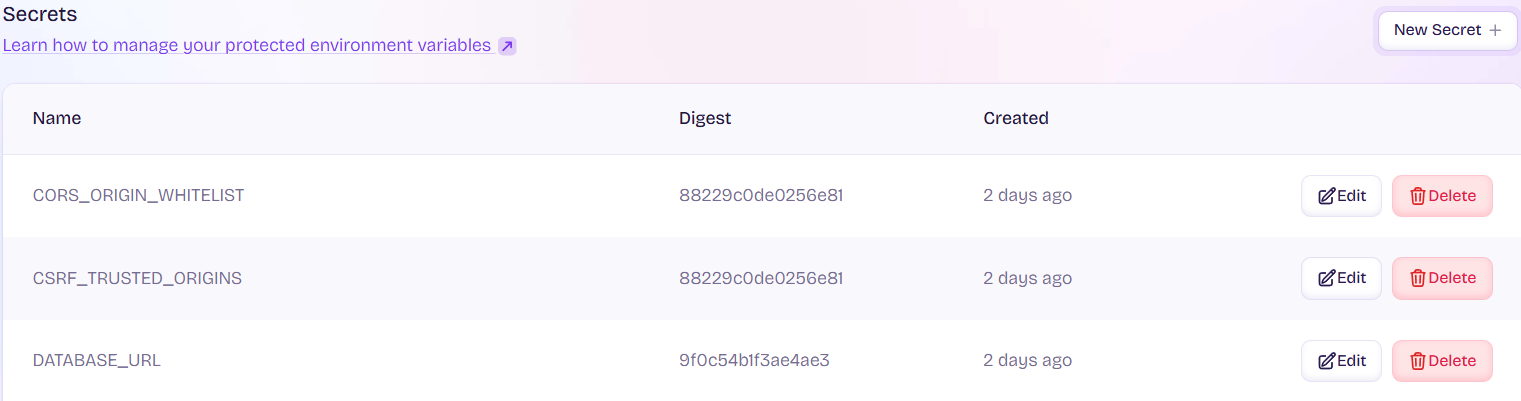 Secrets
Learn how to manage your protected environment variables
New Secret +
Name Digest Created
CORS_ORIGIN_WHITELIST 88229c0de0256e81 2 days ago Edit Delete
CSRF_TRUSTED_ORIGINS 88229c0de0256e81 2 days ago Edit Delete
DATABASE_URL 9f0c54b1f3ae4ae3 2 days ago Edit Delete